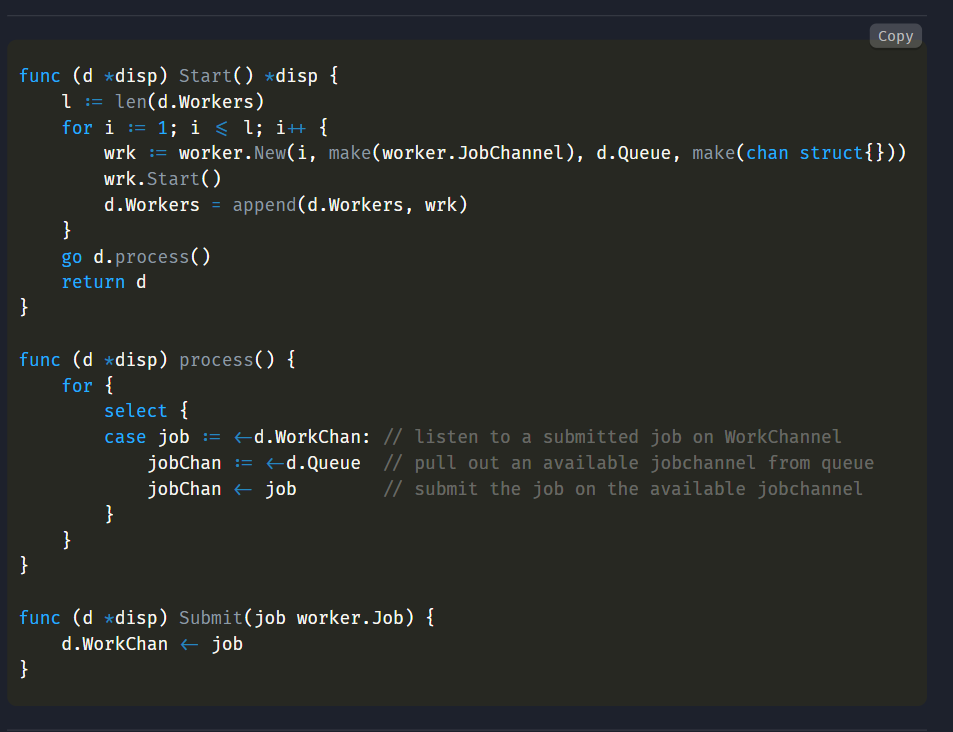 Copy
func (d *disp) Start() *disp {
    l := len(d.Workers)
    for i := 1; i <= l; i++ {
        wrk := worker.New(i, make(worker.JobChannel), d.Queue, make(chan struct{}))
        wrk.Start()
        d.Workers = append(d.Workers, wrk)
    }
    go d.process()
    return d
}

func (d *disp) process() {
    for {
        select {
        case job := <-d.WorkChan: // listen to a submitted job on WorkChannel
            jobChan := <-d.Queue  // pull out an available jobchannel from queue
            jobChan <- job        // submit the job on the available jobchannel
        }
    }
}

func (d *disp) Submit(job worker.Job) {
    d.WorkChan <- job
}